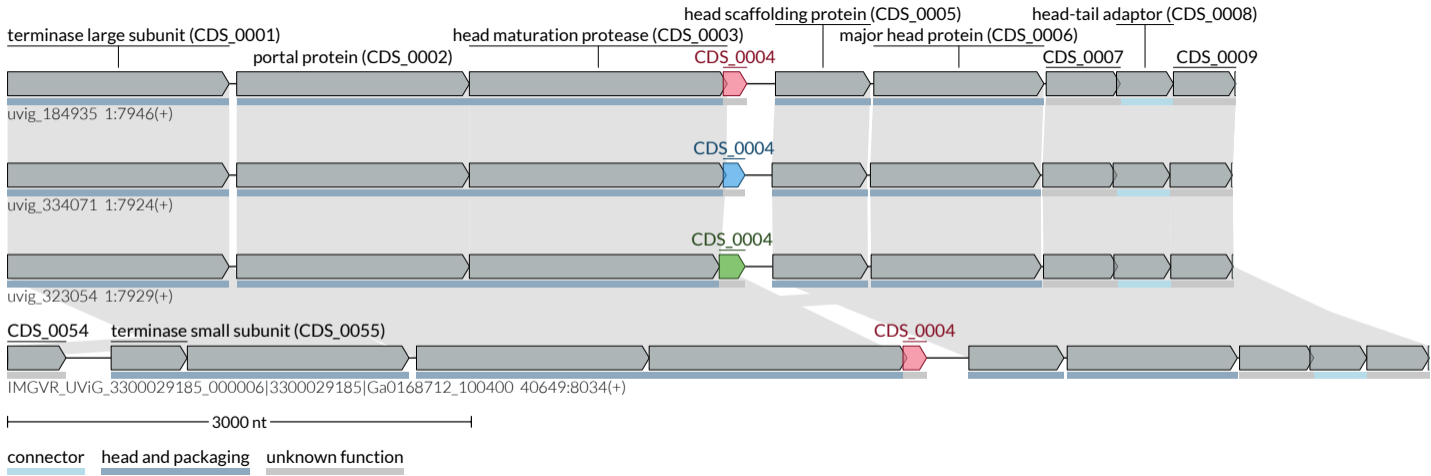 head scaffolding protein (CDS_0005) head-tail adaptor (CDS_0008)
terminase large subunit (CDS_0001) head maturation protease (CDS_0003) major head protein (CDS_0006)
portal protein (CDS_0002) CDS_0004 CDS_0007 CDS_0009
uvig_184935 1:7946(+)
CDS_0004
uvig_334071 1:7924(+)
CDS_0004
uvig_323054 1:7929(+)
CDS_0054 terminase small subunit (CDS_0055) CDS_0004
IMGVR_UViG_3300029185_000006|3300029185|Ga0168712_100400 40649:8034(+)
3000 nt
connector head and packaging unknown function